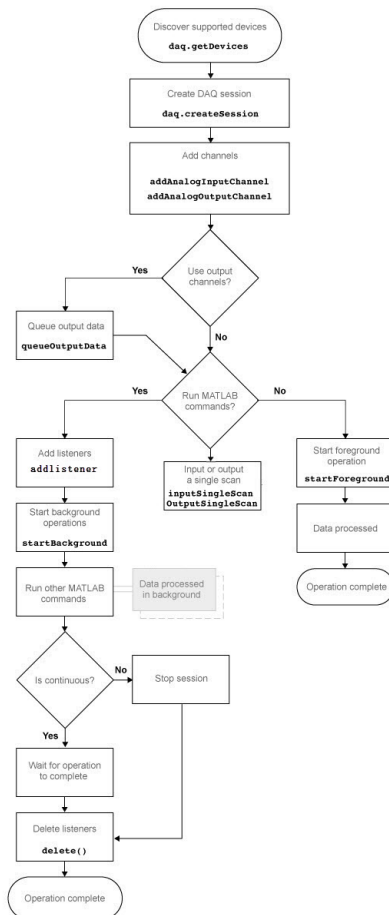 Discover supported devices
daq.getDevices
Create DAQ session
daq.createSession
Add channels
addAnalogInputChannel
addAnalogOutputChannel
Use output
channels?
Yes
No
Queue output data
queueOutputData
Run MATLAB
commands?
Yes
No
Add listeners
addlistener
Input or output
a single scan
inputSingleScan
OutputSingleScan
Start foreground
operation
startForeground
Start background
operations
startBackground
Data processed
Run other MATLAB
commands
Data processed
in background
Operation complete
Is continuous?
No
Stop session
Yes
Wait for operation
to complete
Delete listeners
delete()
Operation complete